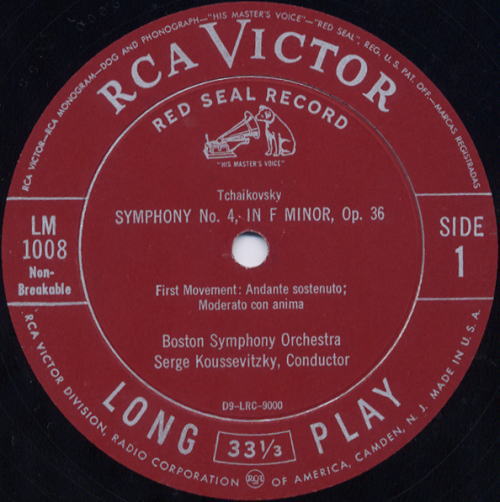 RCA VICTOR—RCA MONOGRAM—DOG AND PHONOGRAPH—"HIS MASTER'S VOICE"—"RED SEAL", REG. U.S. PAT. OFF.—MARCAS REGISTRADAS
RCA VICTOR
RED SEAL RECORD
"HIS MASTER'S VOICE"
Tchaikovsky
SYMPHONY No. 4, IN F MINOR, Op. 36
LM
1008
Non-
Breakable
SIDE
1
First Movement: Andante sostenuto;
Moderato con anima
Boston Symphony Orchestra
Serge Koussevitzky, Conductor
D9-LRC-9000
LONG PLAY
33 1/3
RCA VICTOR DIVISION, RADIO CORPORATION RCA OF AMERICA, CAMDEN, N. J. MADE IN U.S.A.